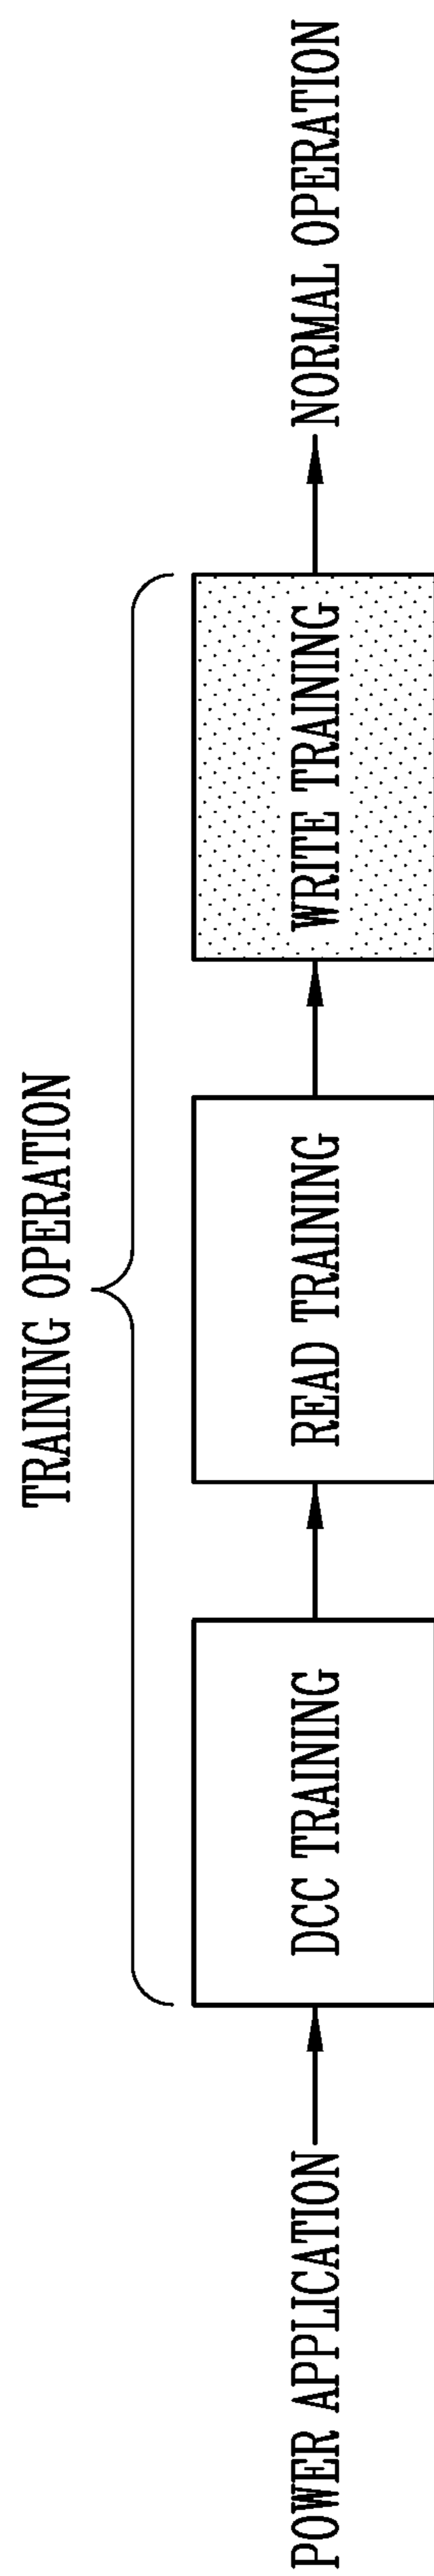 TRAINING OPERATION
POWER APPLICATION
DCC TRAINING
READ TRAINING
WRITE TRAINING
NORMAL OPERATION